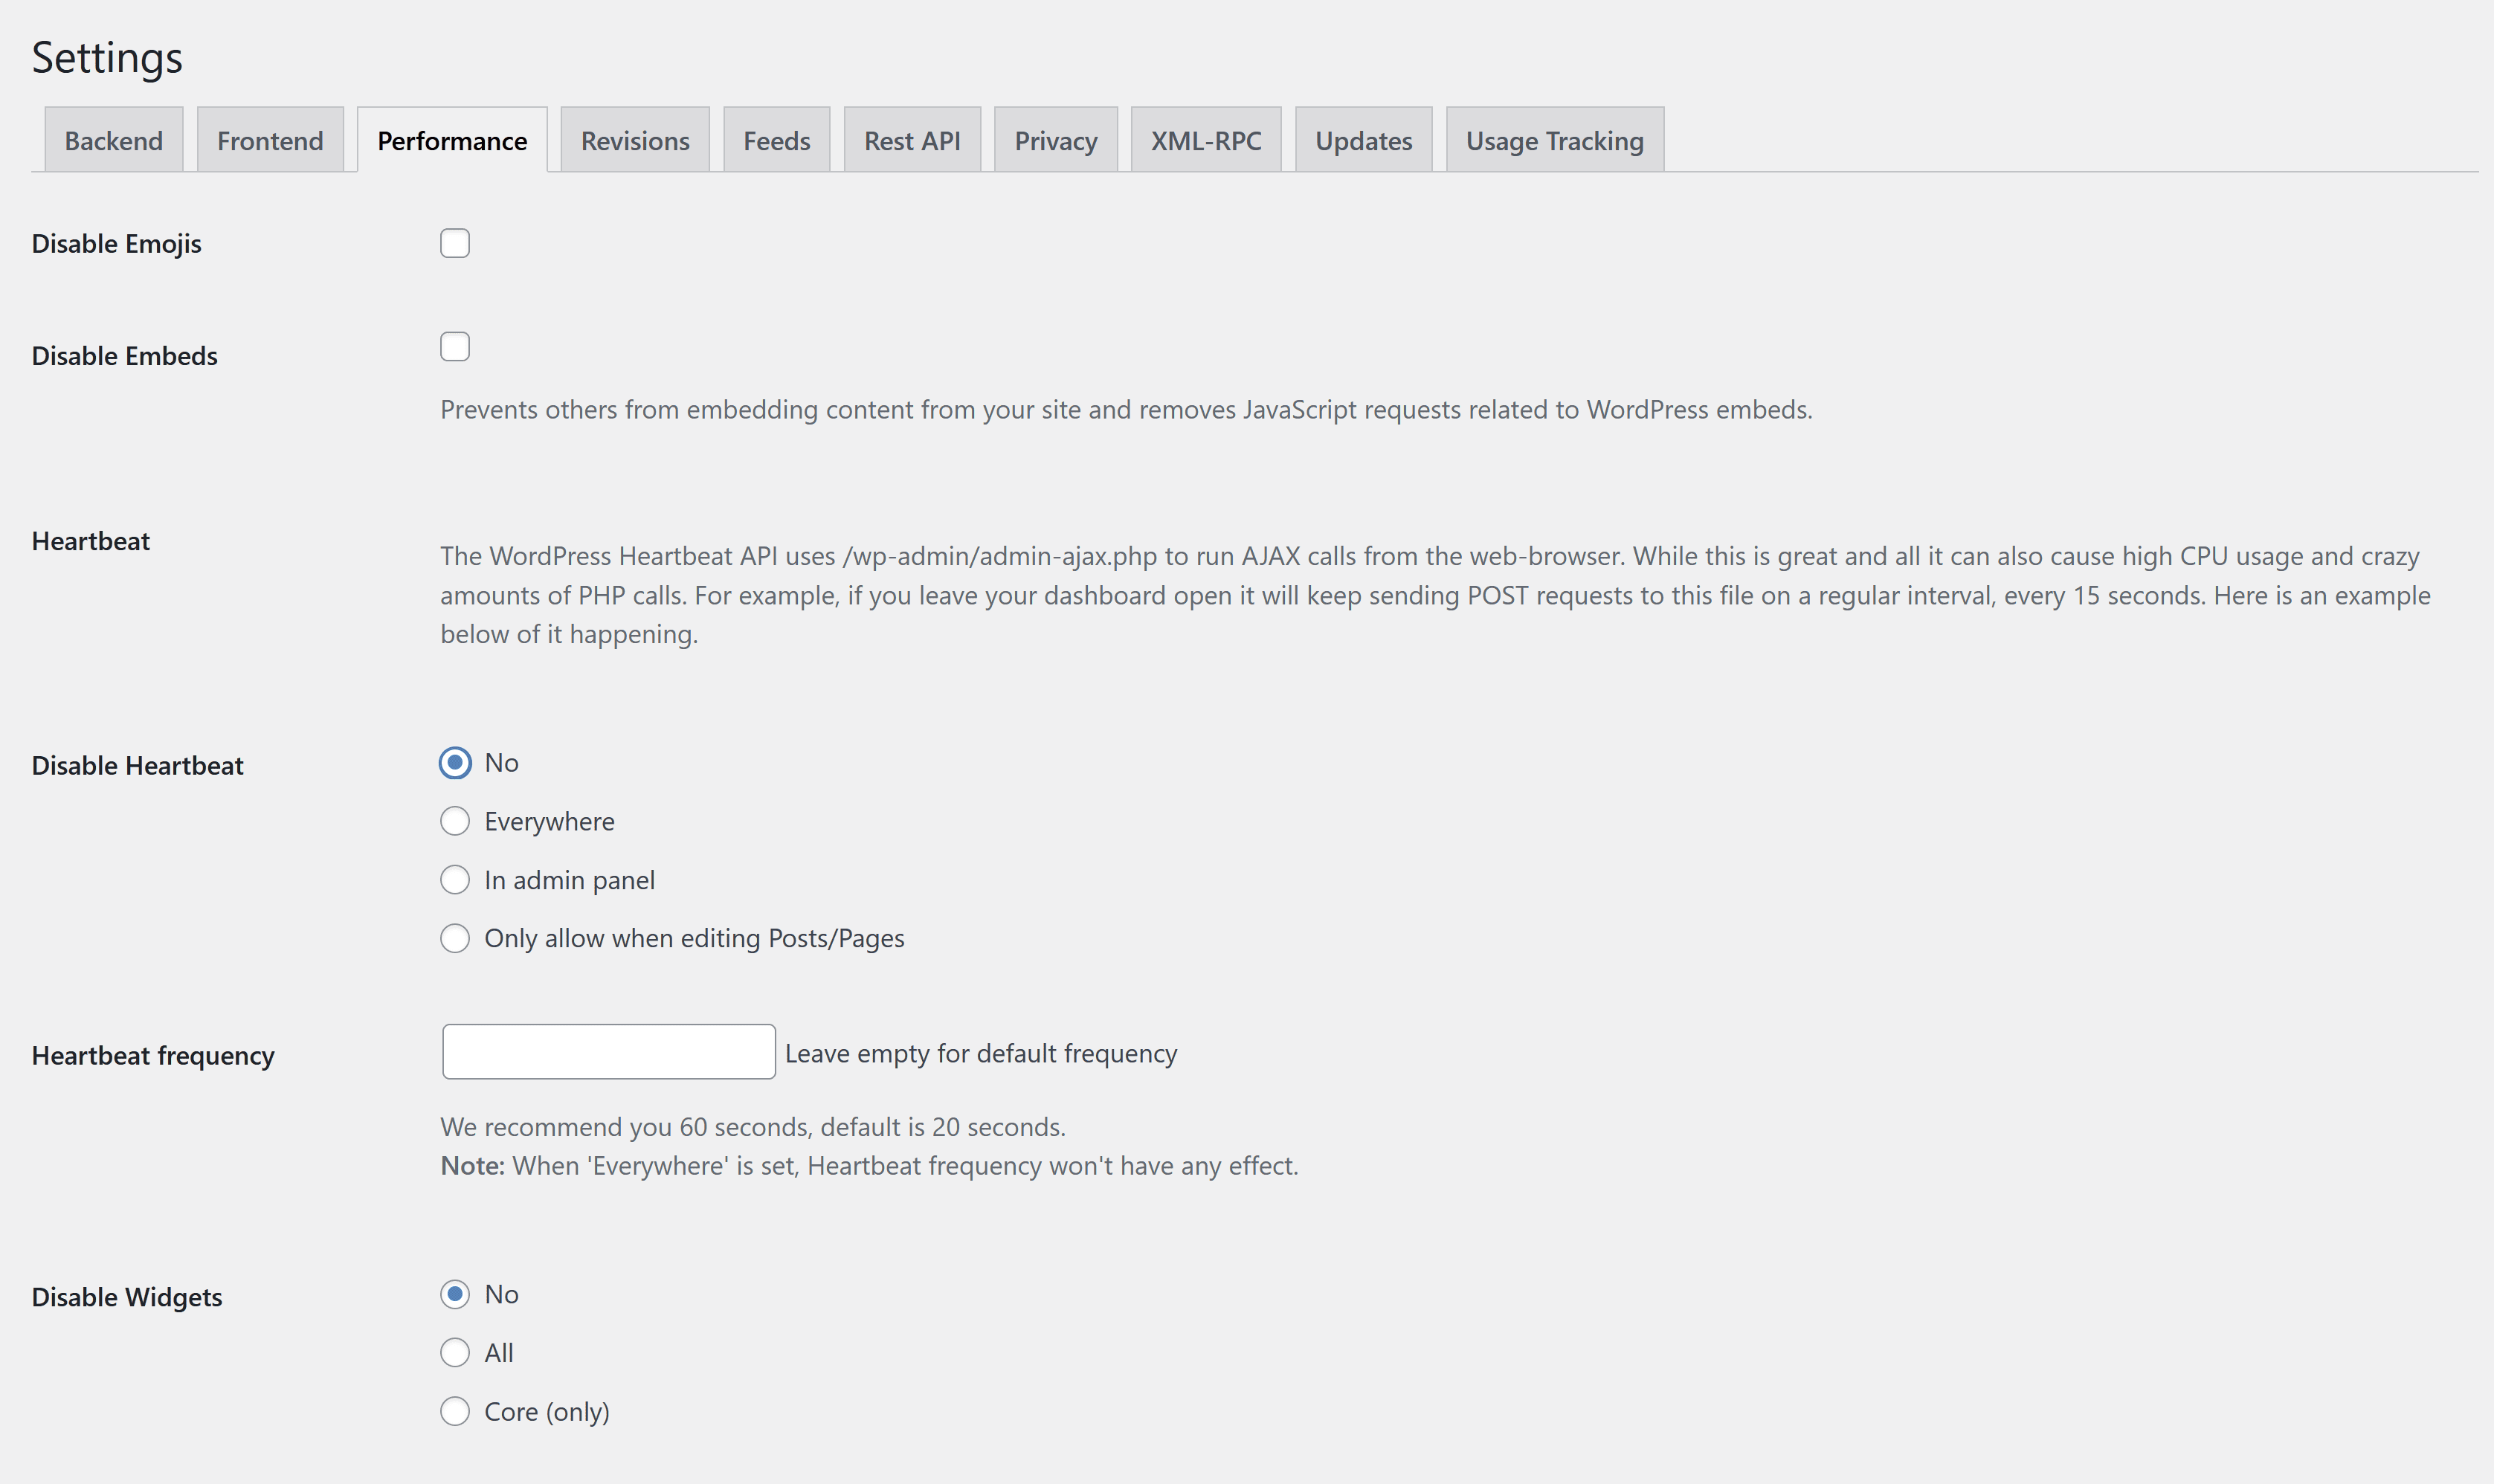 Settings
Backend Frontend Performance Revisions Feeds Rest API Privacy XML-RPC Updates Usage Tracking
Disable Emojis
Disable Embeds
Prevents others from embedding content from your site and removes JavaScript requests related to WordPress embeds.
Heartbeat
The WordPress Heartbeat API uses /wp-admin/admin-ajax.php to run AJAX calls from the web-browser. While this is great and all it can also cause high CPU usage and crazy
amounts of PHP calls. For example, if you leave your dashboard open it will keep sending POST requests to this file on a regular interval, every 15 seconds. Here is an example
below of it happening.
Disable Heartbeat
No
Everywhere
In admin panel
Only allow when editing Posts/Pages
Heartbeat frequency
Leave empty for default frequency
We recommend you 60 seconds, default is 20 seconds.
Note: When 'Everywhere' is set, Heartbeat frequency won't have any effect.
Disable Widgets
No
All
Core (only)